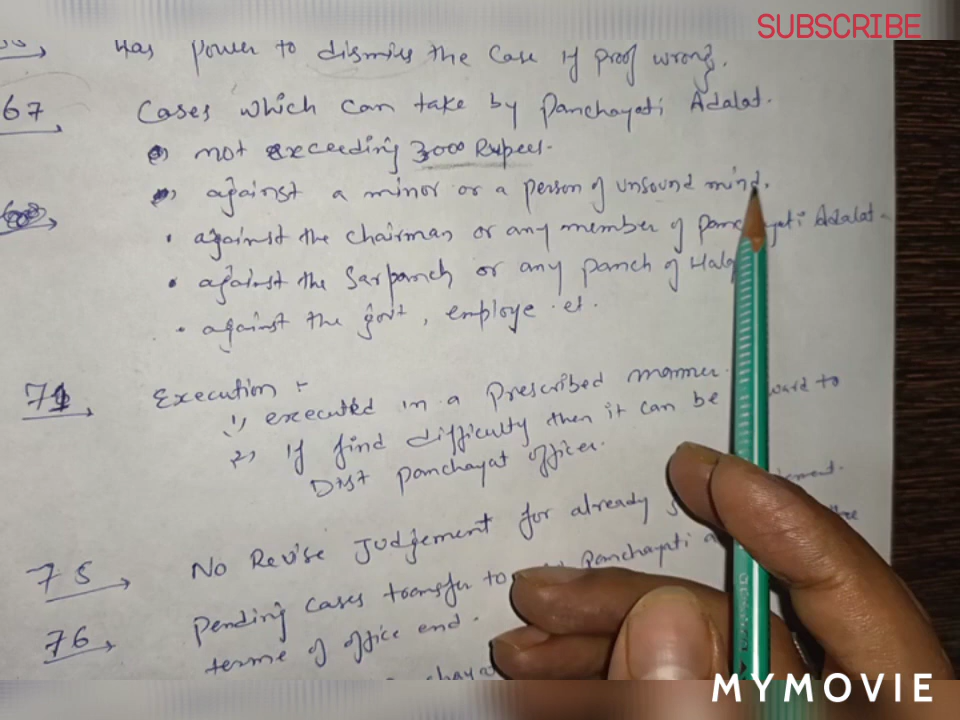 SUBSCRIBE
Has power to dismiss the case if proof wrong.
67 Cases which can take by Panchayati Adalat.
not exceeding 3000 Rupees.
against a minor or a person of unsound mind.
• against the chairman or any member of Panchayati Adalat
• against the Sarpanch or any panch of
• against the govt, employe et.
71 Execution :-
1) executed in a Prescribed manner.
2) if find difficulty then it can be to
Dist panchayat officer.
75 No Revise Judgement for already
76 Pending cases transfer to Panchayati
terme of office end.
MYMOVIE